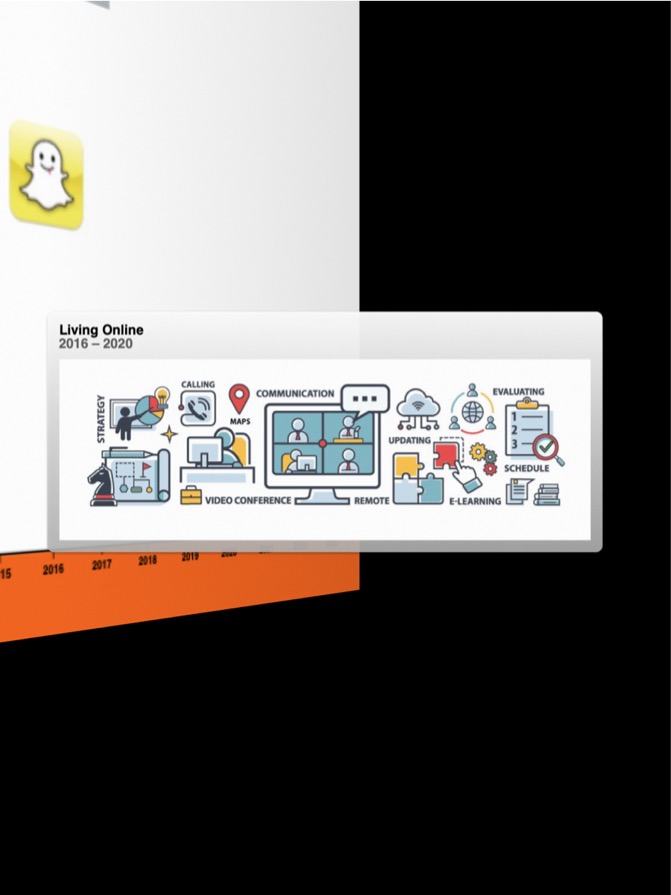 Living Online
2016 – 2020
STRATEGY
CALLING
MAPS
COMMUNICATION
EVALUATING
1
2
3
UPDATING
SCHEDULE
VIDEO CONFERENCE
REMOTE
E-LEARNING
15
2016
2017
2018
2019